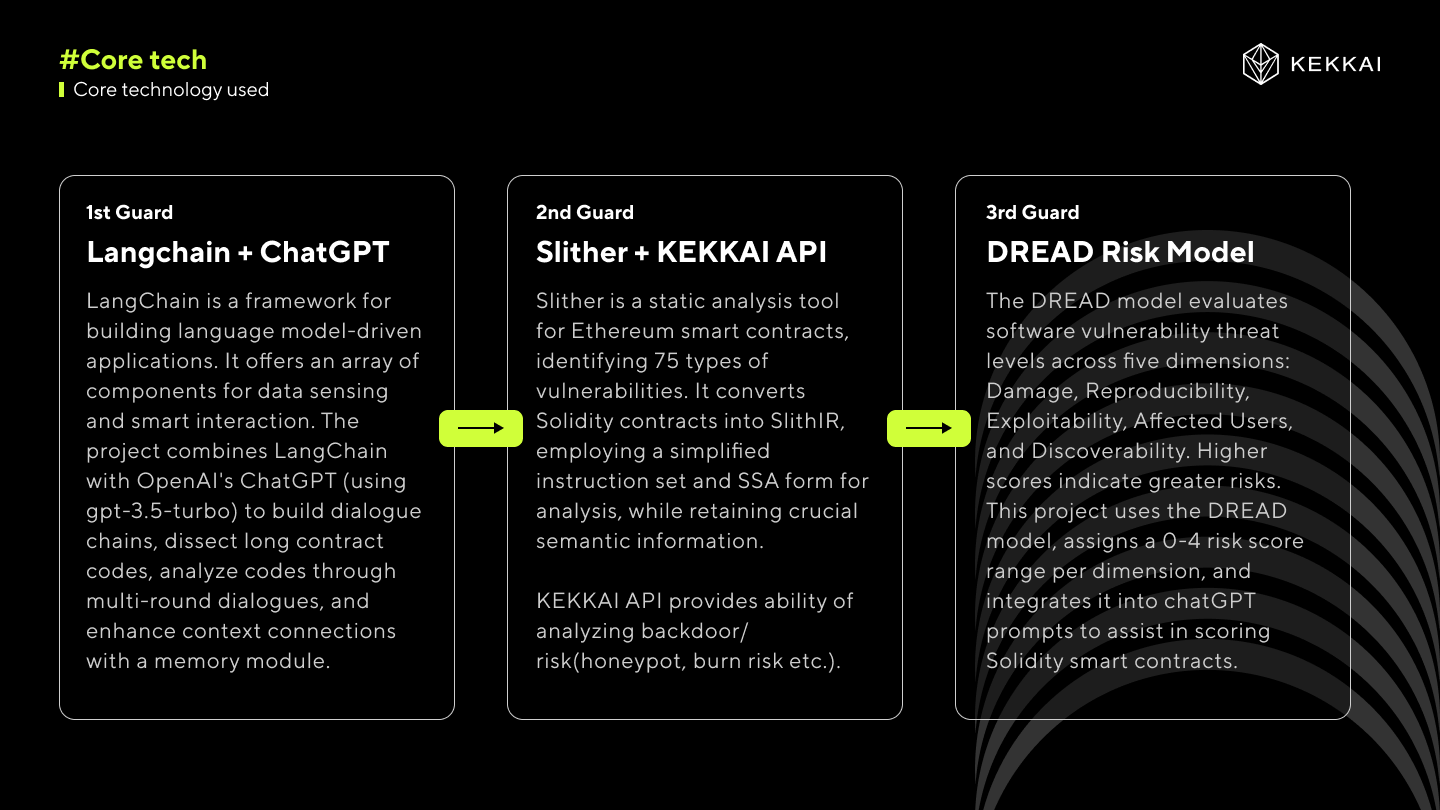 #Core tech
Core technology used
KEKKAI
1st Guard
Langchain + ChatGPT
LangChain is a framework for
building language model-driven
applications. It offers an array of
components for data sensing
and smart interaction. The
project combines LangChain
with OpenAI's ChatGPT (using
gpt-3.5-turbo) to build dialogue
chains, dissect long contract
codes, analyze codes through
multi-round dialogues, and
enhance context connections
with a memory module.
2nd Guard
Slither + KEKKAI API
Slither is a static analysis tool
for Ethereum smart contracts,
identifying 75 types of
vulnerabilities. It converts
Solidity contracts into SlithIR,
employing a simplified
instruction set and SSA form for
analysis, while retaining crucial
semantic information.
KEKKAI API provides ability of
analyzing backdoor/
risk(honeypot, burn risk etc.).
3rd Guard
DREAD Risk Model
The DREAD model evaluates
software vulnerability threat
levels across five dimensions:
Damage, Reproducibility,
Exploitability, Affected Users,
and Discoverability. Higher
scores indicate greater risks.
This project uses the DREAD
model, assigns a 0-4 risk score
range per dimension, and
integrates it into chatGPT
prompts to assist in scoring
Solidity smart contracts.